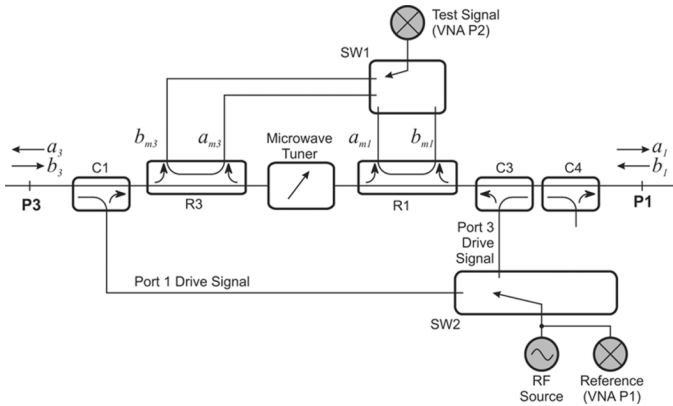 Test Signal
(VNA P2)
SW1
b_m3
a_m3
Microwave
Tuner
a_m1
b_m1
a_3
b_3
a_1
b_1
C1
R3
R1
C3
C4
P3
P1
Port 3
Drive
Signal
Port 1 Drive Signal
SW2
RF
Source
Reference
(VNA P1)